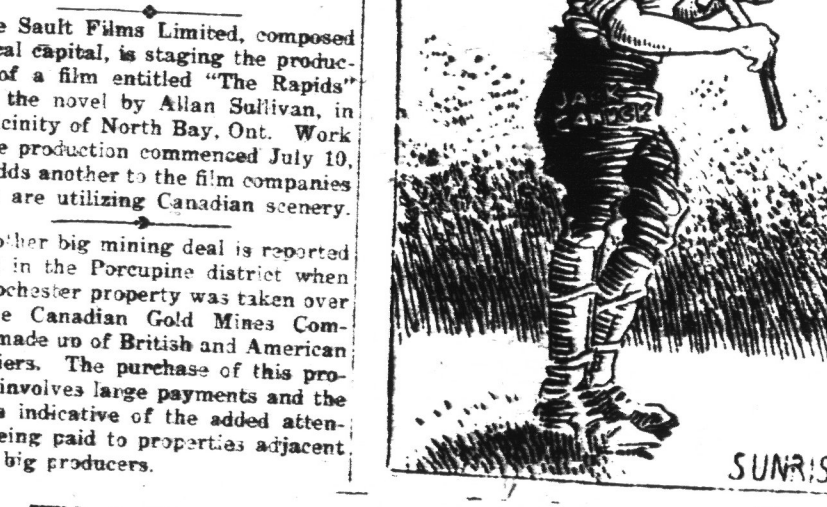 e Sault Films Limited, composed
cal capital, is staging the produc-
of a film entitled "The Rapids"
the novel by Allan Sullivan, in
cinity of North Bay, Ont. Work
e production commenced July 10,
dds another to the film companies
are utilizing Canadian scenery.
other big mining deal is reported
in the Porcupine district when
ochester property was taken over
e Canadian Gold Mines Com-
made up of British and American
iers. The purchase of this pro-
involves large payments and the
s indicative of the added atten-
eing paid to properties adjacent
big producers.
JACK
CANUCK
SUNRIS